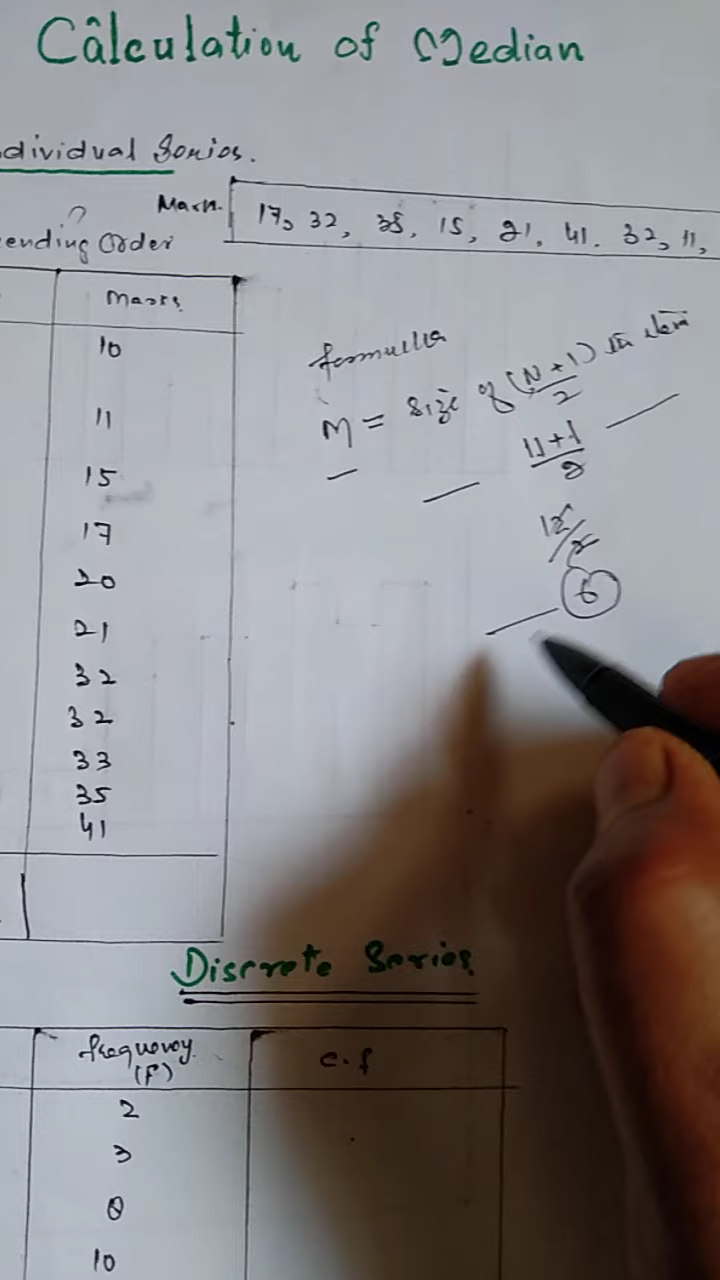 Calculation of Median
dividual Series.
Marks 17, 32, 35, 15, 21, 41, 32, 11,
ending Order
Marks
10
11
15
17
20
21
32
32
33
35
41
formulla
M = Size of (N+1)/2 th item
11+1/2
12/2
6
Discrete Series
frequency (f) c.f
2
3
8
10